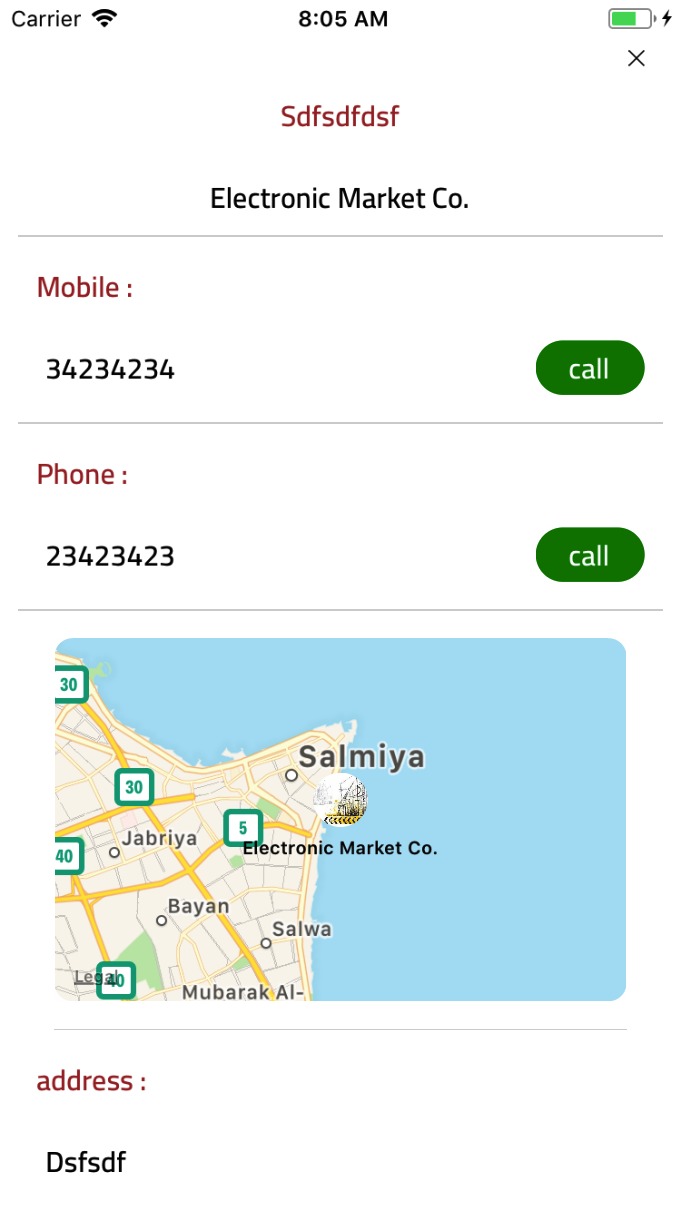 Carrier 8:05 AM
Sdfsdfdsf
Electronic Market Co.
Mobile :
34234234 call
Phone :
23423423 call
30
Salmiya
30
5
Jabriya
Electronic Market Co.
40
Bayan
Salwa
Legal
40
Mubarak Al-
address :
Dsfsdf